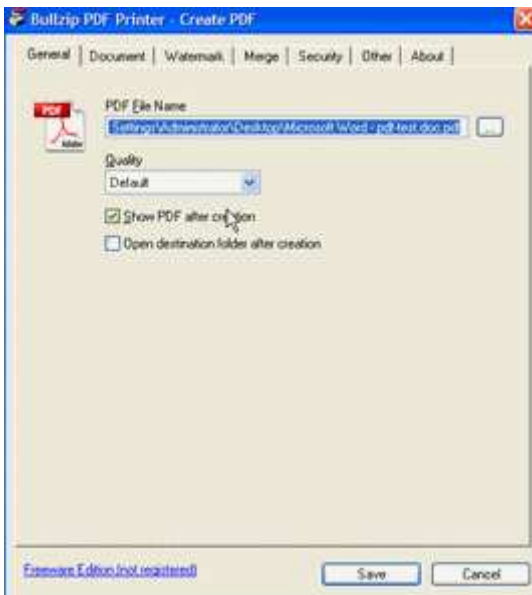 Bullzip PDF Printer - Create PDF
General Document Watermark Merge Security Other About
PDF File Name
PDF
Settings\Administrator\Desktop\Microsoft Word - pdf-test.doc.pdf ...
Adobe
Quality
Default
Show PDF after creation
Open destination folder after creation
Freeware Edition (not registered) Save Cancel